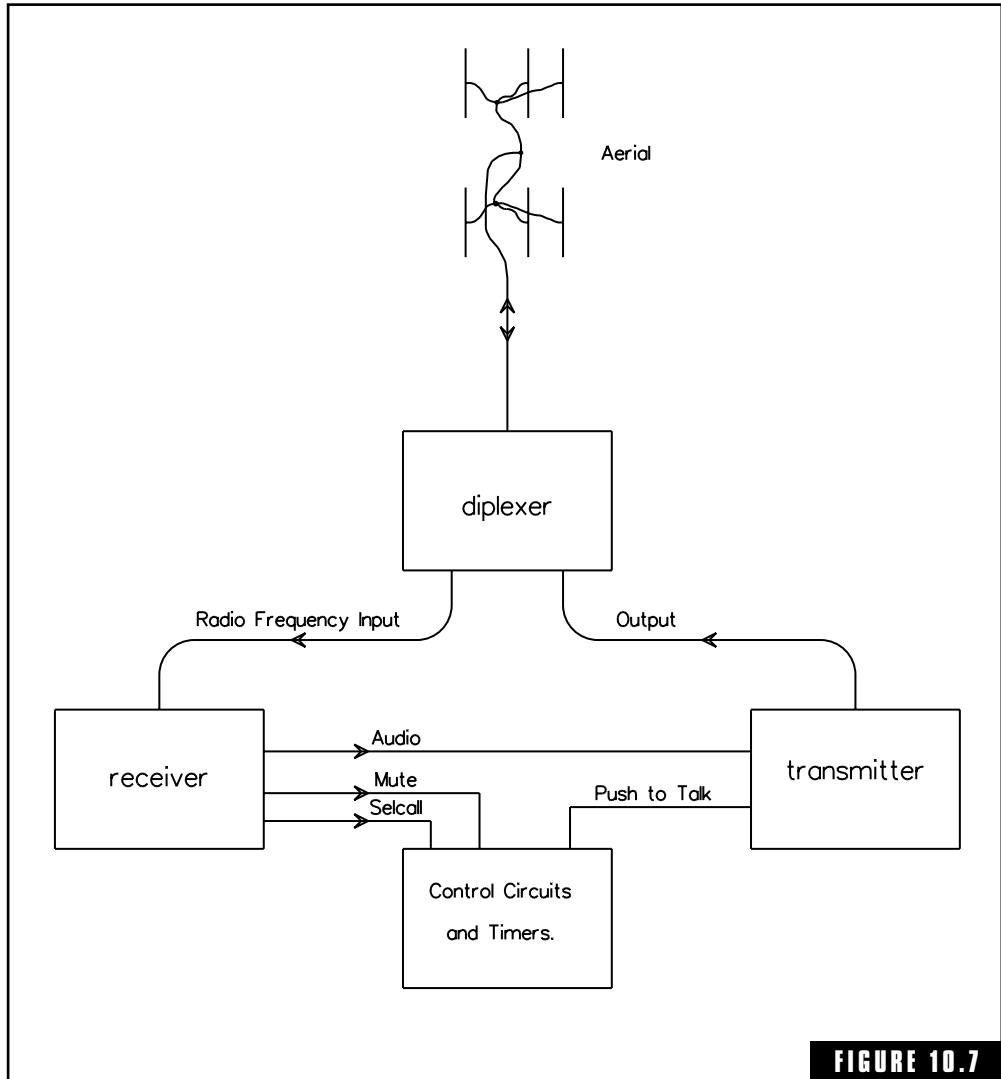 Aerial
diplexer
Radio Frequency Input
Output
receiver
Audio
Mute
Selcall
Push to Talk
transmitter
Control Circuits
and Timers.
FIGURE 10.7